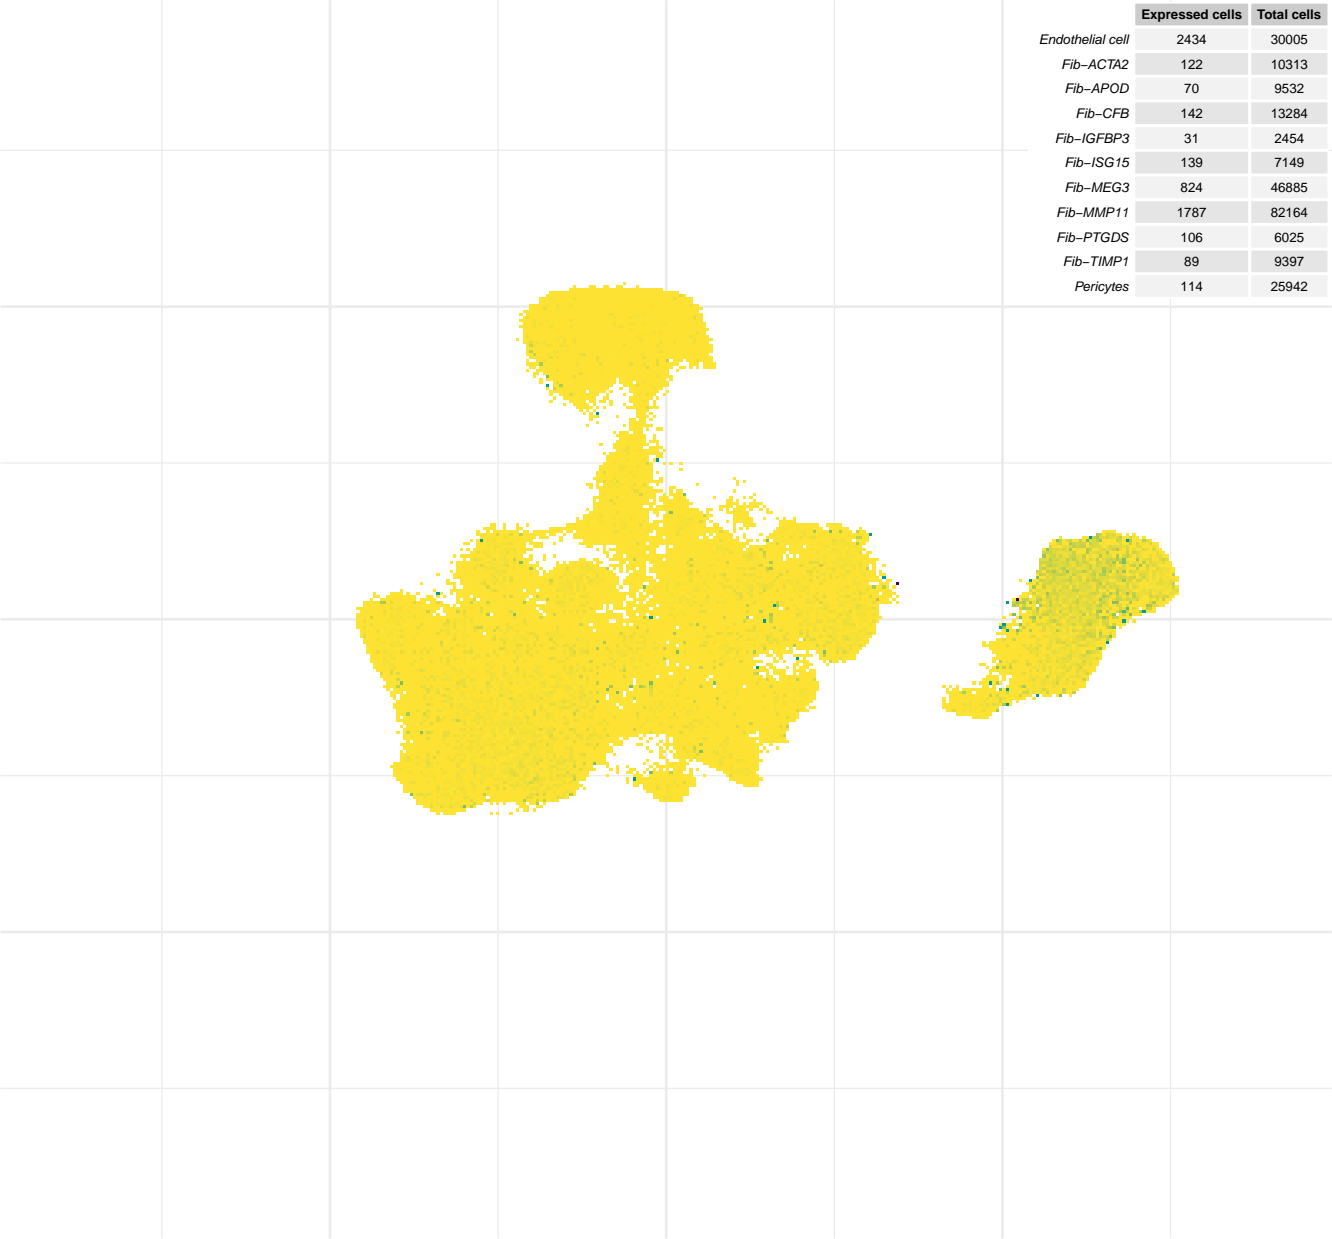 Expressed cells Total cells
Endothelial cell 2434 30005
Fib−ACTA2 122 10313
Fib−APOD 70 9532
Fib−CFB 142 13284
Fib−IGFBP3 31 2454
Fib−ISG15 139 7149
Fib−MEG3 824 46885
Fib−MMP11 1787 82164
Fib−PTGDS 106 6025
Fib−TIMP1 89 9397
Pericytes 114 25942